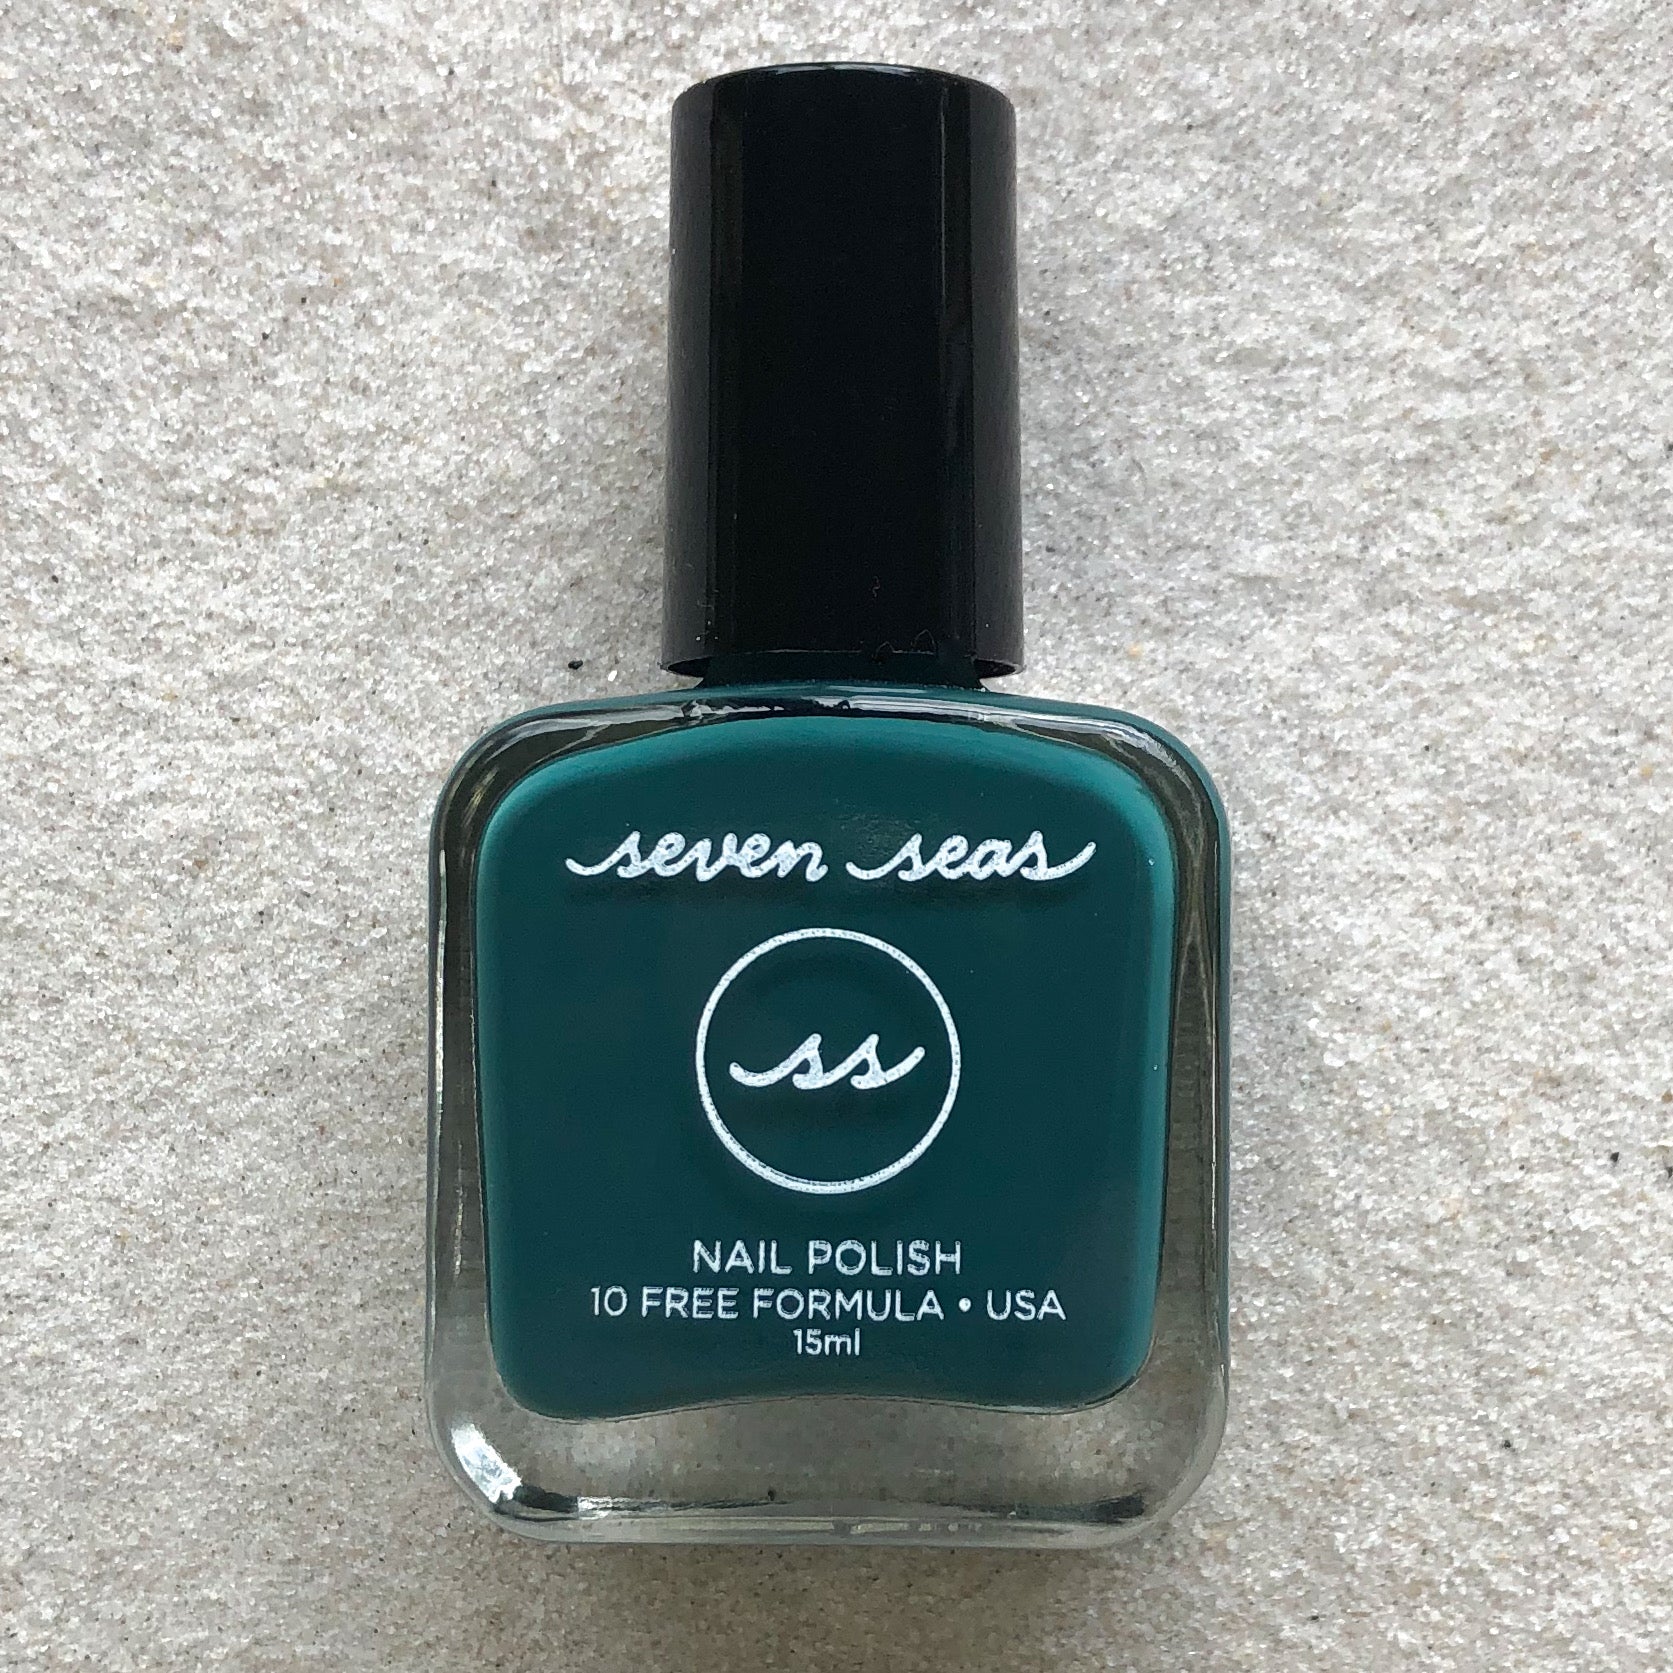 seven seas
ss
NAIL POLISH
10 FREE FORMULA • USA
15ml